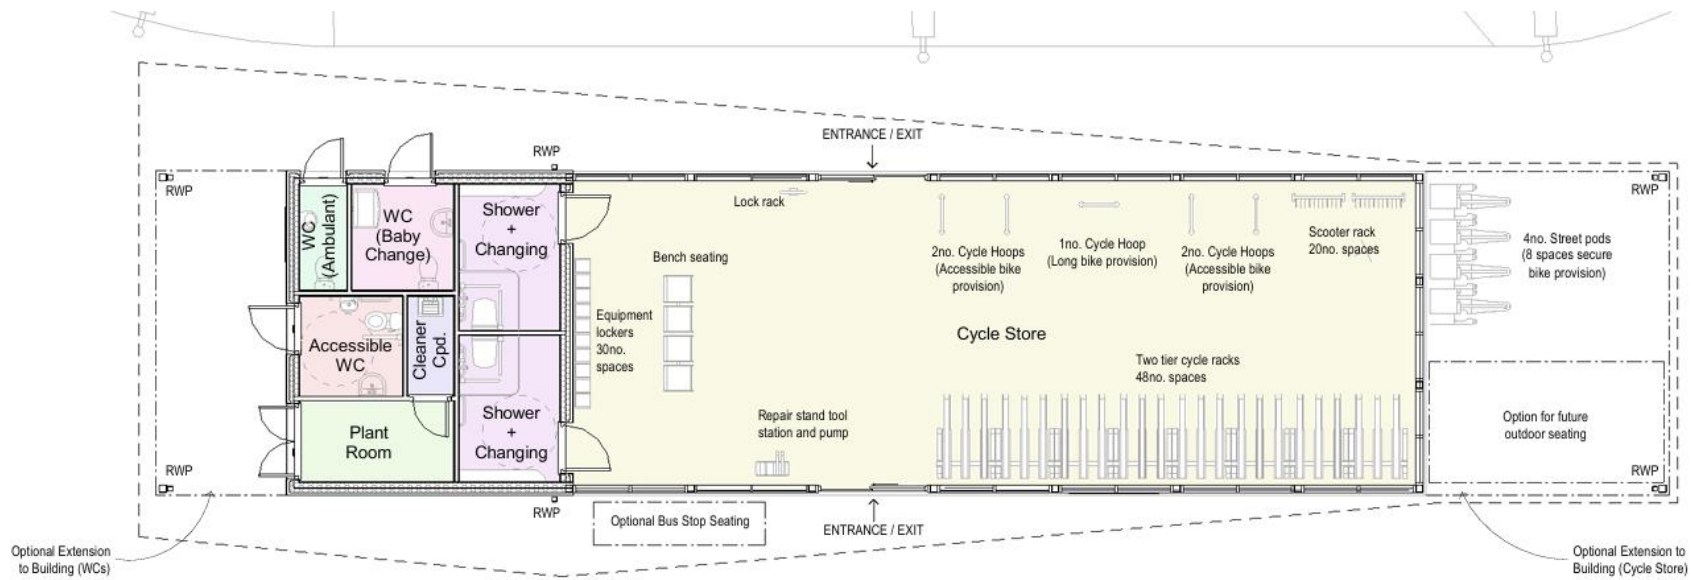 ENTRANCE / EXIT
RWP
RWP
RWP
WC
(Ambulant)
WC
(Baby
Change)
Shower
+
Changing
Lock rack
2no. Cycle Hoops
(Accessible bike
provision)
1no. Cycle Hoop
(Long bike provision)
2no. Cycle Hoops
(Accessible bike
provision)
Scooter rack
20no. spaces
4no. Street pods
(8 spaces secure
bike provision)
Bench seating
Equipment
lockers
30no.
spaces
Cycle Store
Accessible
WC
Cleaner
Cpd.
Two tier cycle racks
48no. spaces
Shower
+
Changing
Plant
Room
Repair stand tool
station and pump
Option for future
outdoor seating
RWP
RWP
RWP
Optional Bus Stop Seating
ENTRANCE / EXIT
Optional Extension
to Building (WCs)
Optional Extension to
Building (Cycle Store)